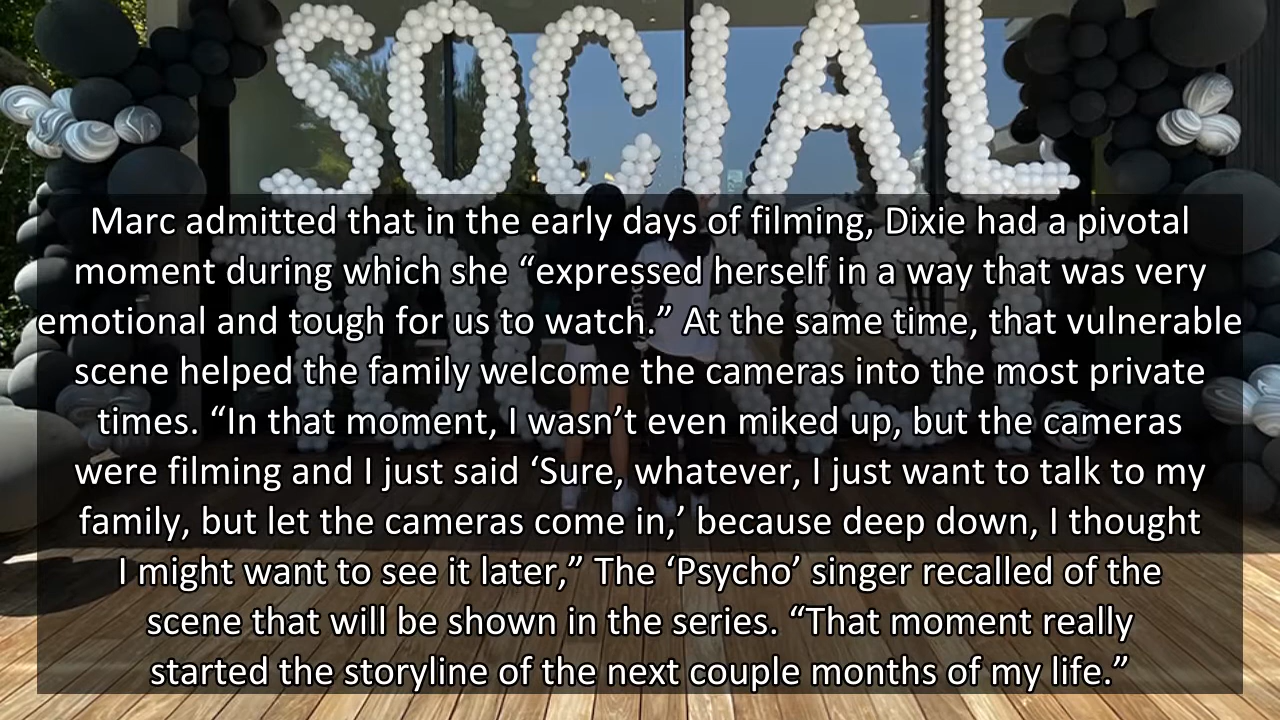 SOCIAL
TOURIST
Marc admitted that in the early days of filming, Dixie had a pivotal
moment during which she “expressed herself in a way that was very
emotional and tough for us to watch.” At the same time, that vulnerable
scene helped the family welcome the cameras into the most private
times. “In that moment, I wasn’t even miked up, but the cameras
were filming and I just said ‘Sure, whatever, I just want to talk to my
family, but let the cameras come in,’ because deep down, I thought
I might want to see it later,” The ‘Psycho’ singer recalled of the
scene that will be shown in the series. “That moment really
started the storyline of the next couple months of my life.”